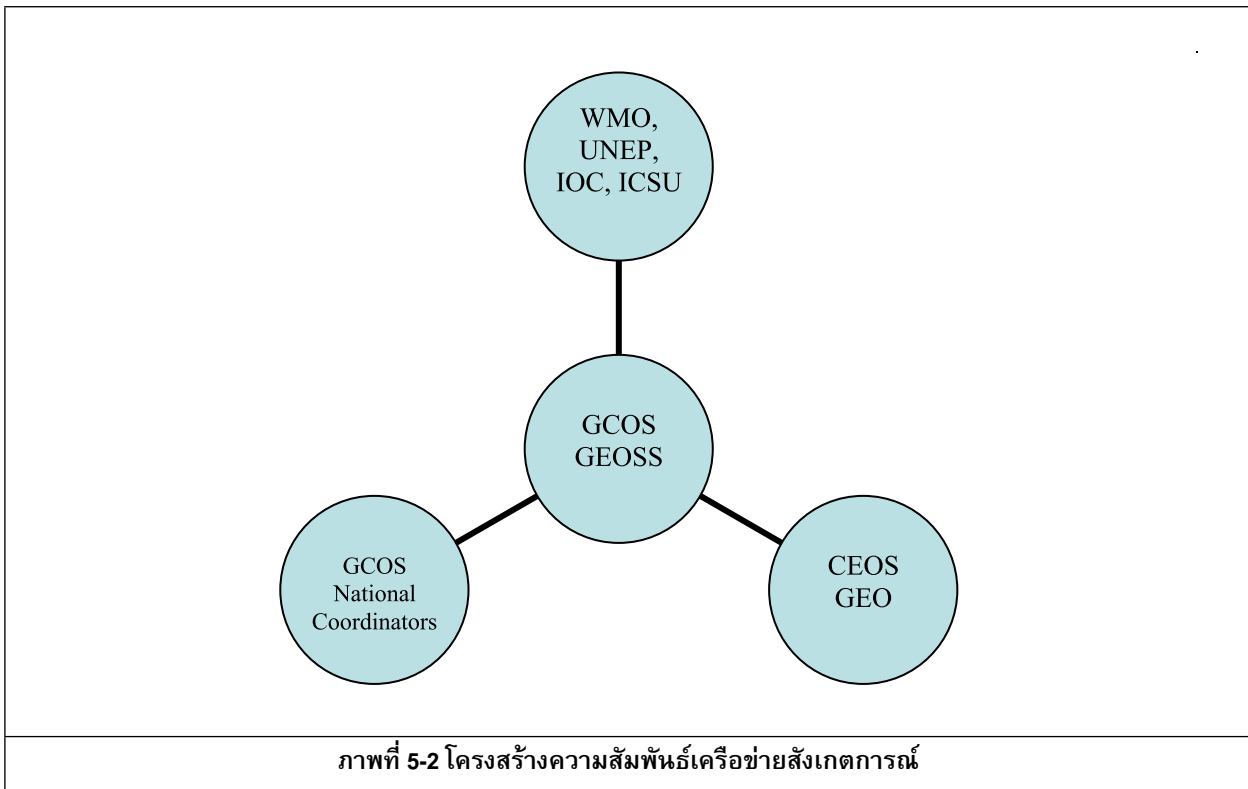 WMO,
UNEP,
IOC, ICSU
GCOS
GEOSS
GCOS
National
Coordinators
CEOS
GEO
ภาพที่ 5-2 โครงสร้างความสัมพันธ์เครือข่ายสังเกตการณ์